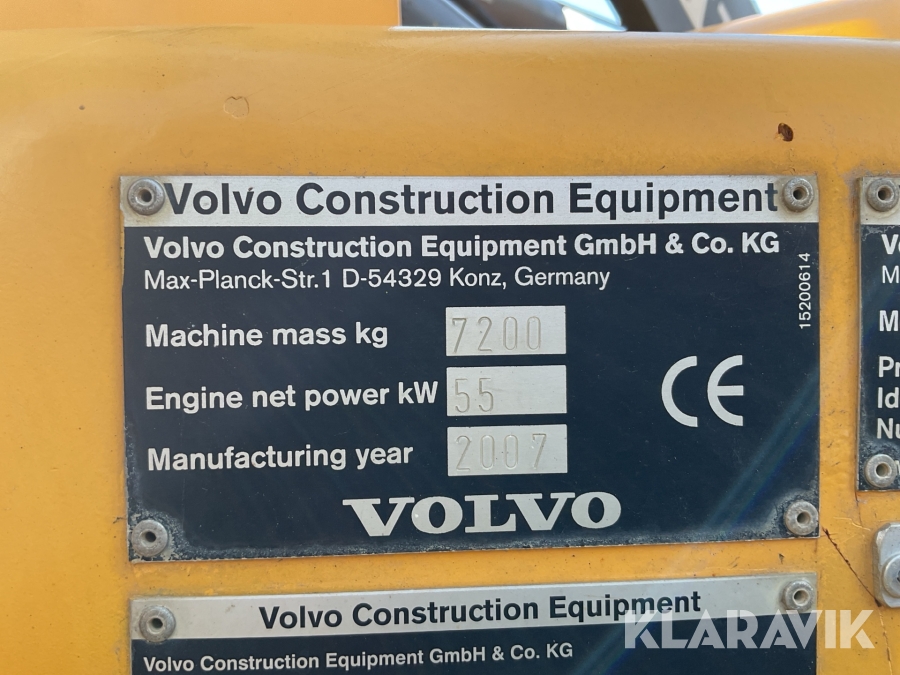 Volvo Construction Equipment
Volvo Construction Equipment GmbH & Co. KG
Max-Planck-Str.1 D-54329 Konz, Germany
15200614
Machine mass kg 7200
Engine net power kW 55
Manufacturing year 2007
CE
VOLVO
Volvo Construction Equipment
Volvo Construction Equipment GmbH & Co. KG
KLARAVIK